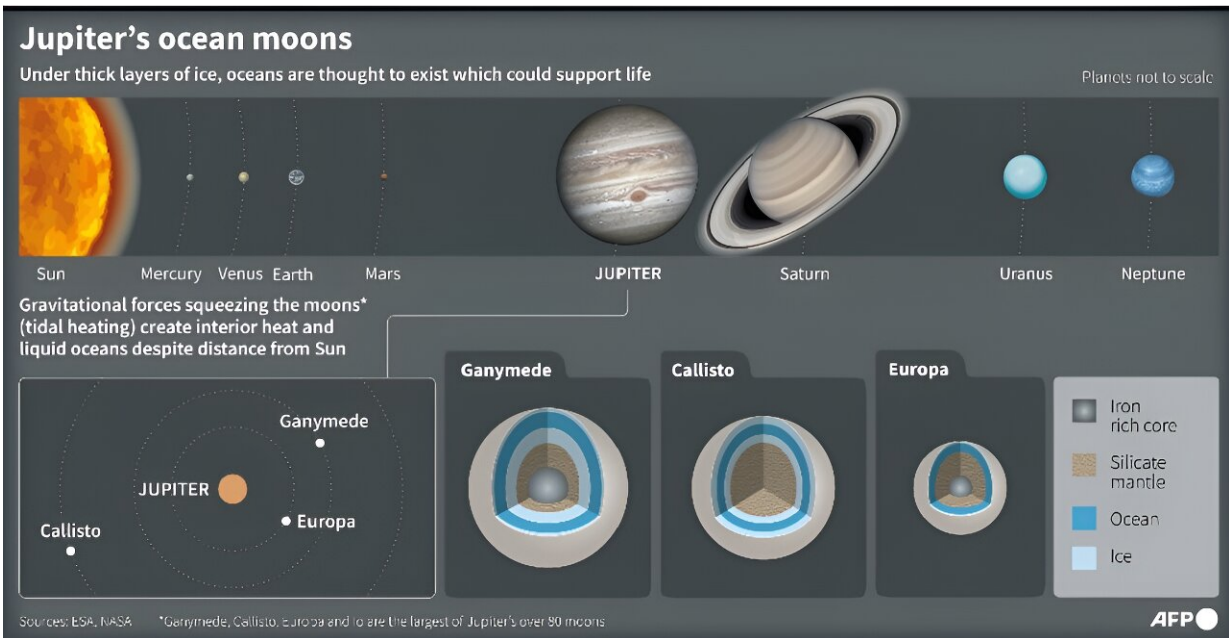 Jupiter's ocean moons
Under thick layers of ice, oceans are thought to exist which could support life
Planets not to scale
Sun
Mercury
Venus
Earth
Mars
JUPITER
Saturn
Uranus
Neptune
Gravitational forces squeezing the moons*
(tidal heating) create interior heat and
liquid oceans despite distance from Sun
Ganymede
JUPITER
Europa
Callisto
Ganymede
Callisto
Europa
Iron
rich core
Silicate
mantle
Ocean
Ice
Sources: ESA, NASA
*Ganymede, Callisto, Europa and Io are the largest of Jupiter's over 90 moons
AFP